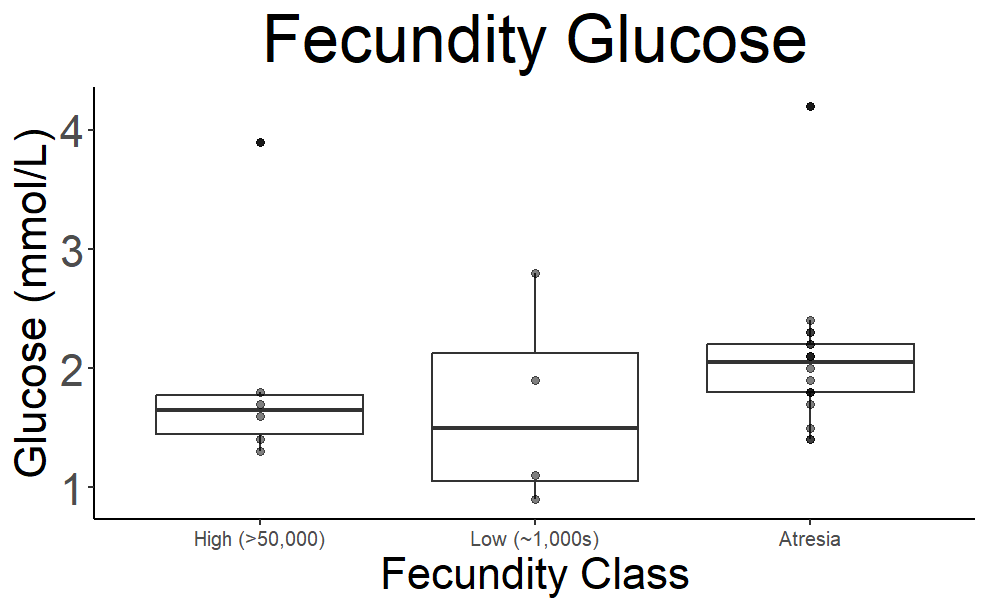 Fecundity Glucose
Glucose (mmol/L)
4
3
2
1
High (>50,000)
Low (~1,000s)
Atresia
Fecundity Class